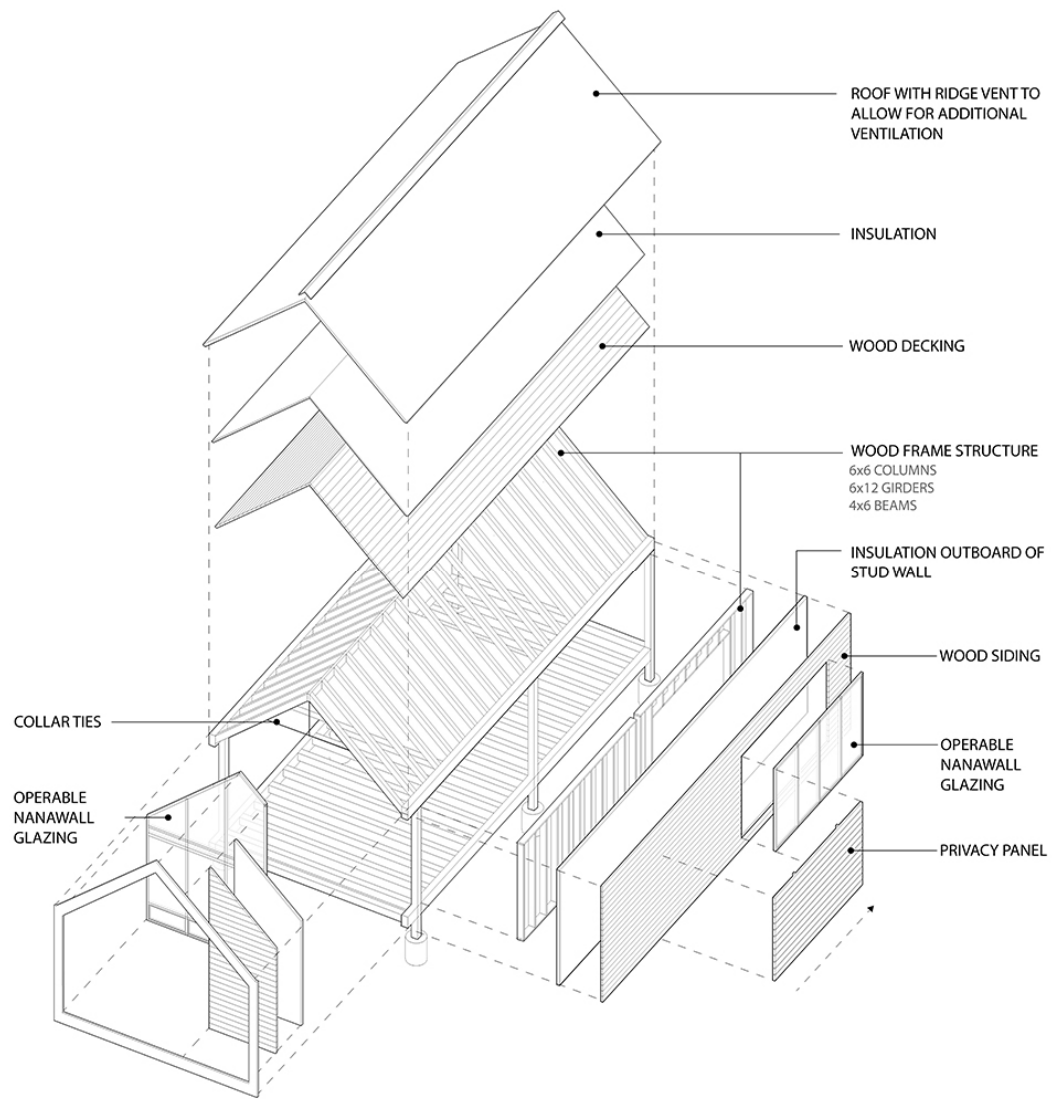 ROOF WITH RIDGE VENT TO
ALLOW FOR ADDITIONAL
VENTILATION
INSULATION
WOOD DECKING
WOOD FRAME STRUCTURE
6x6 COLUMNS
6x12 GIRDERS
4x6 BEAMS
INSULATION OUTBOARD OF
STUD WALL
WOOD SIDING
COLLAR TIES
OPERABLE
NANAWALL
GLAZING
OPERABLE
NANAWALL
GLAZING
PRIVACY PANEL